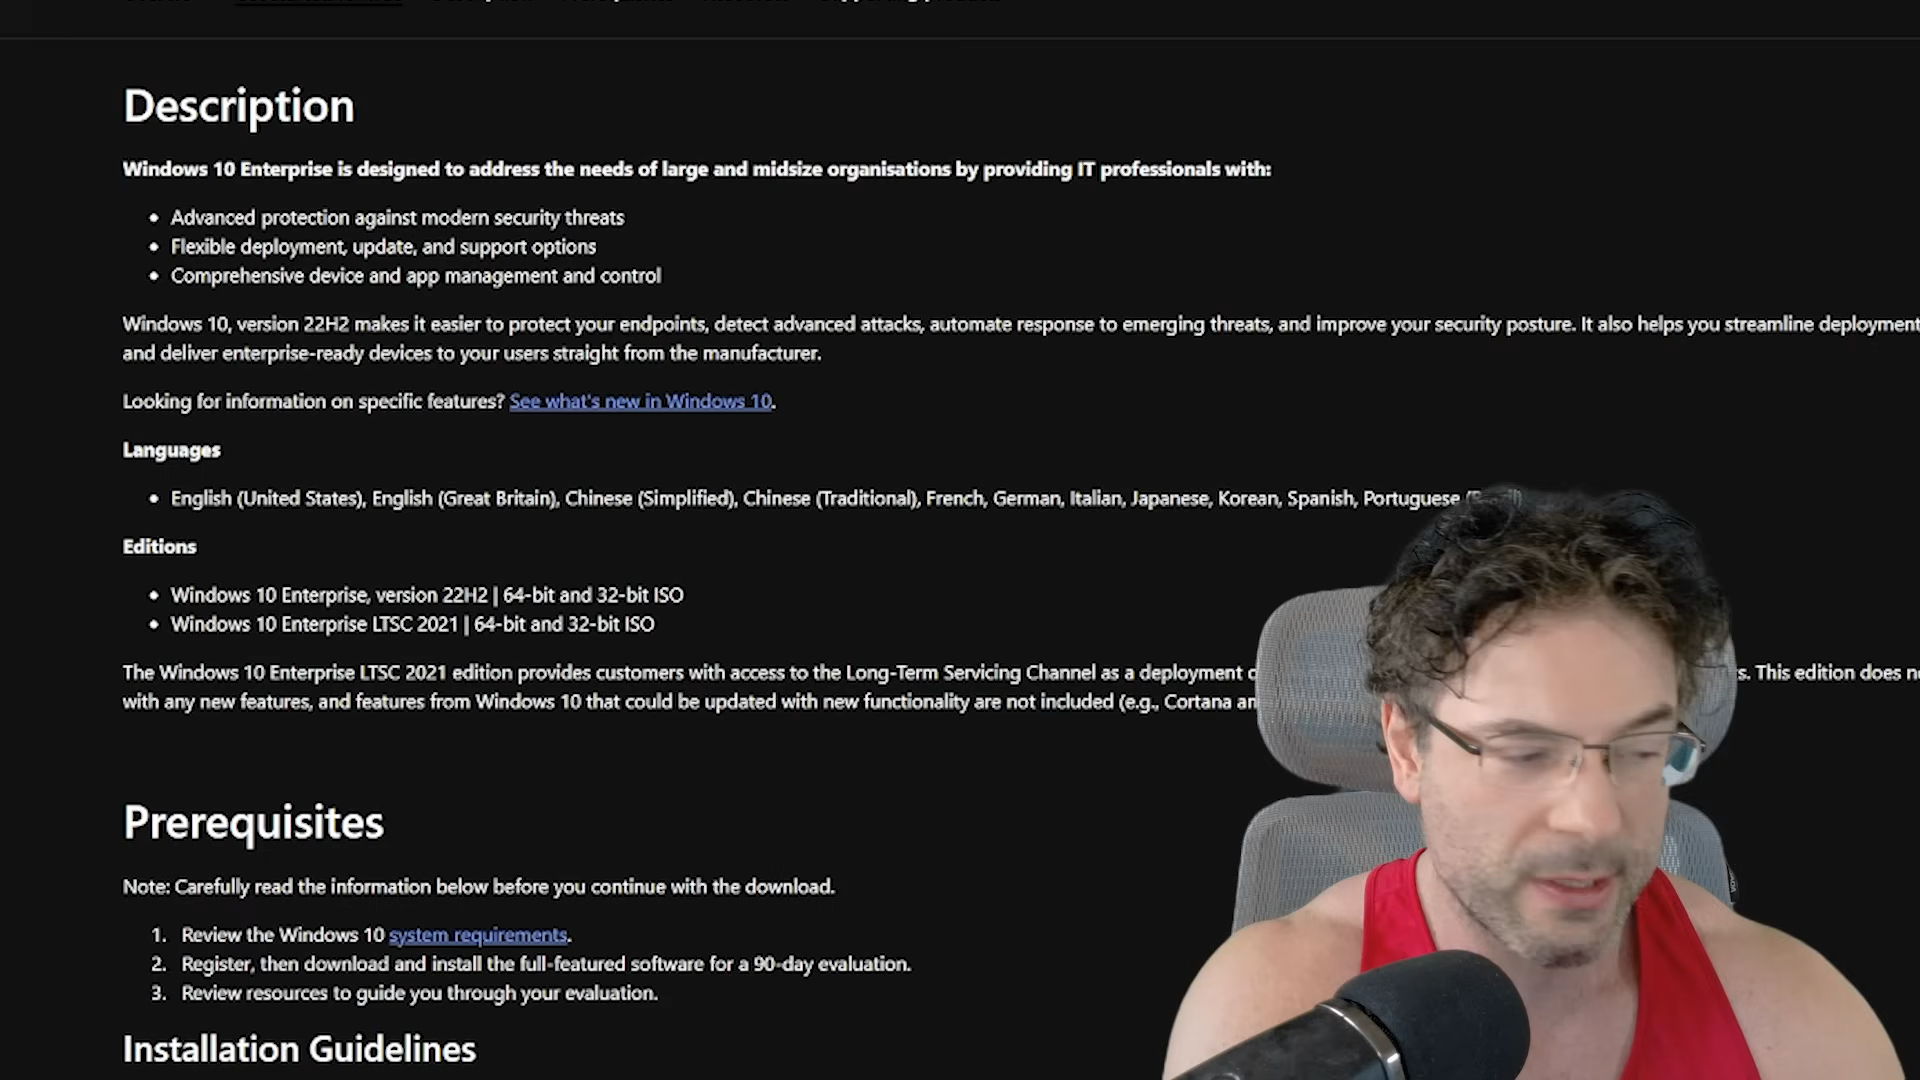 Description
Windows 10 Enterprise is designed to address the needs of large and midsize organisations by providing IT professionals with:
• Advanced protection against modern security threats
• Flexible deployment, update, and support options
• Comprehensive device and app management and control
Windows 10, version 22H2 makes it easier to protect your endpoints, detect advanced attacks, automate response to emerging threats, and improve your security posture. It also helps you streamline deployment
and deliver enterprise-ready devices to your users straight from the manufacturer.
Looking for information on specific features? See what's new in Windows 10.
Languages
• English (United States), English (Great Britain), Chinese (Simplified), Chinese (Traditional), French, German, Italian, Japanese, Korean, Spanish, Portuguese
Editions
• Windows 10 Enterprise, version 22H2 | 64-bit and 32-bit ISO
• Windows 10 Enterprise LTSC 2021 | 64-bit and 32-bit ISO
The Windows 10 Enterprise LTSC 2021 edition provides customers with access to the Long-Term Servicing Channel as a deployment This edition does
with any new features, and features from Windows 10 that could be updated with new functionality are not included (e.g., Cortana
Prerequisites
Note: Carefully read the information below before you continue with the download.
1. Review the Windows 10 system requirements.
2. Register, then download and install the full-featured software for a 90-day evaluation.
3. Review resources to guide you through your evaluation.
Installation Guidelines